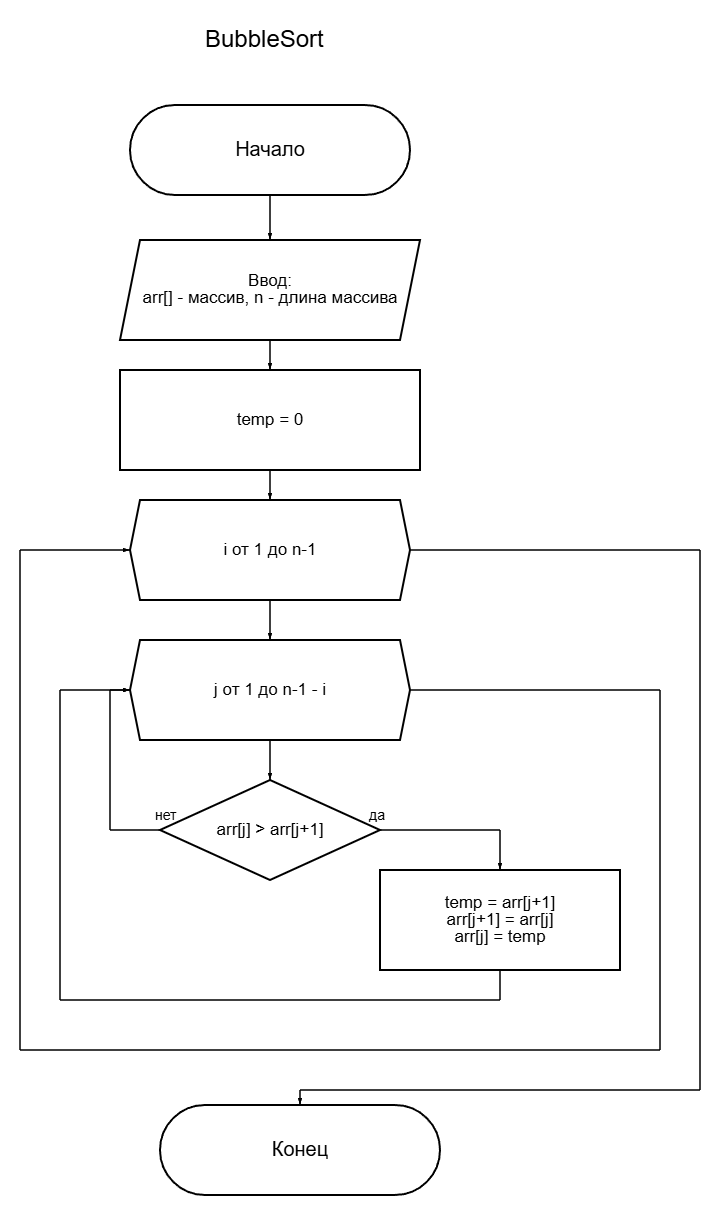 BubbleSort
Начало
Ввод:
arr[] - массив, n - длина массива
temp = 0
i от 1 до n-1
j от 1 до n-1 - i
нет
arr[j] > arr[j+1]
да
temp = arr[j+1]
arr[j+1] = arr[j]
arr[j] = temp
Конец